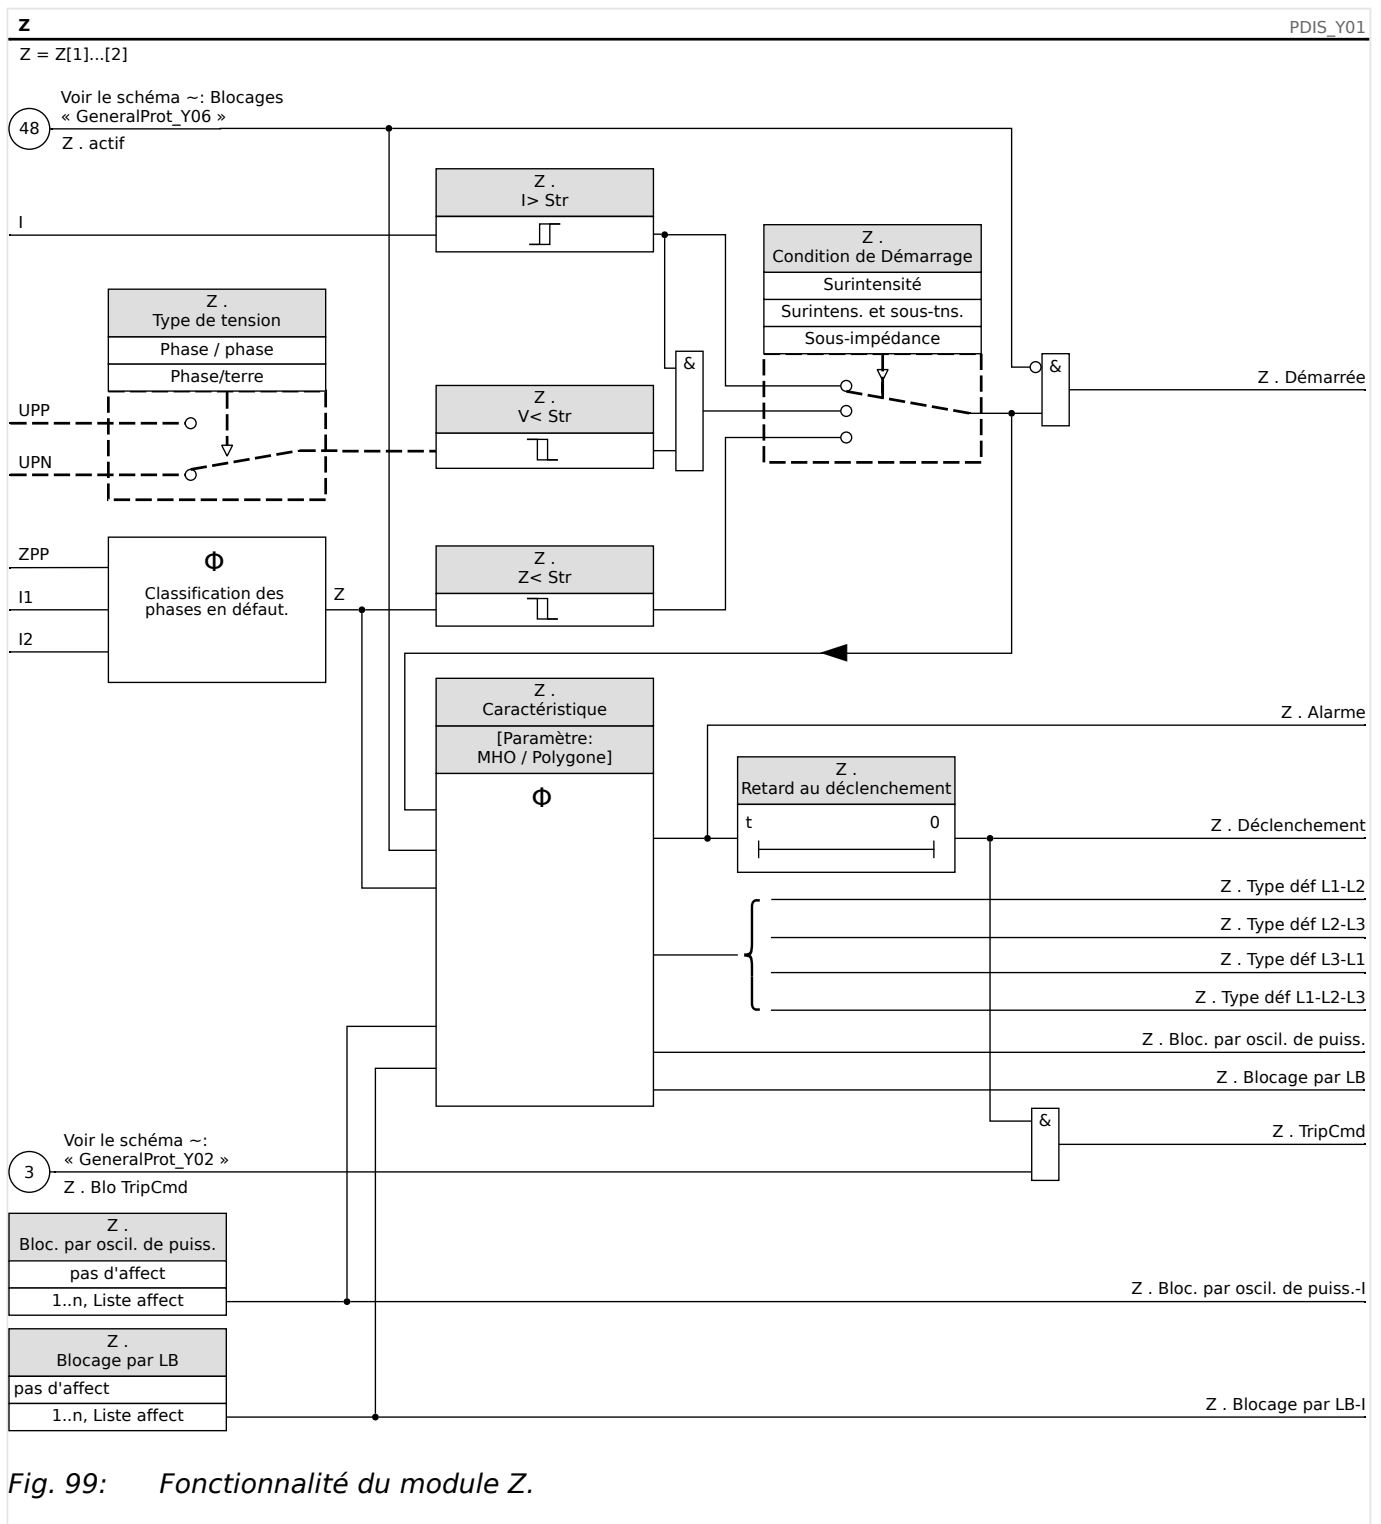 Z
PDIS_Y01
Z = Z[1]...[2]
Voir le schéma ~: Blocages
« GeneralProt_Y06 »
48
Z . actif
Z .
I> Str
I
Z .
Condition de Démarrage
Surintensité
Surintens. et sous-tns.
Sous-impédance
Z .
Type de tension
Phase / phase
Phase/terre
&
&
Z . Démarrée
Z .
V< Str
UPP
UPN
ZPP
I1
I2
Φ
Classification des
phases en défaut.
Z
Z .
Z< Str
Z .
Caractéristique
[Paramètre:
MHO / Polygone]
Φ
Z . Alarme
Z .
Retard au déclenchement
t
0
Z . Déclenchement
Z . Type déf L1-L2
Z . Type déf L2-L3
Z . Type déf L3-L1
Z . Type déf L1-L2-L3
Z . Bloc. par oscil. de puiss.
Z . Blocage par LB
&
Z . TripCmd
Voir le schéma ~:
« GeneralProt_Y02 »
3
Z . Blo TripCmd
Z .
Bloc. par oscil. de puiss.
pas d'affect
1..n, Liste affect
Z . Bloc. par oscil. de puiss.-I
Z .
Blocage par LB
pas d'affect
1..n, Liste affect
Z . Blocage par LB-I
Fig. 99: Fonctionnalité du module Z.